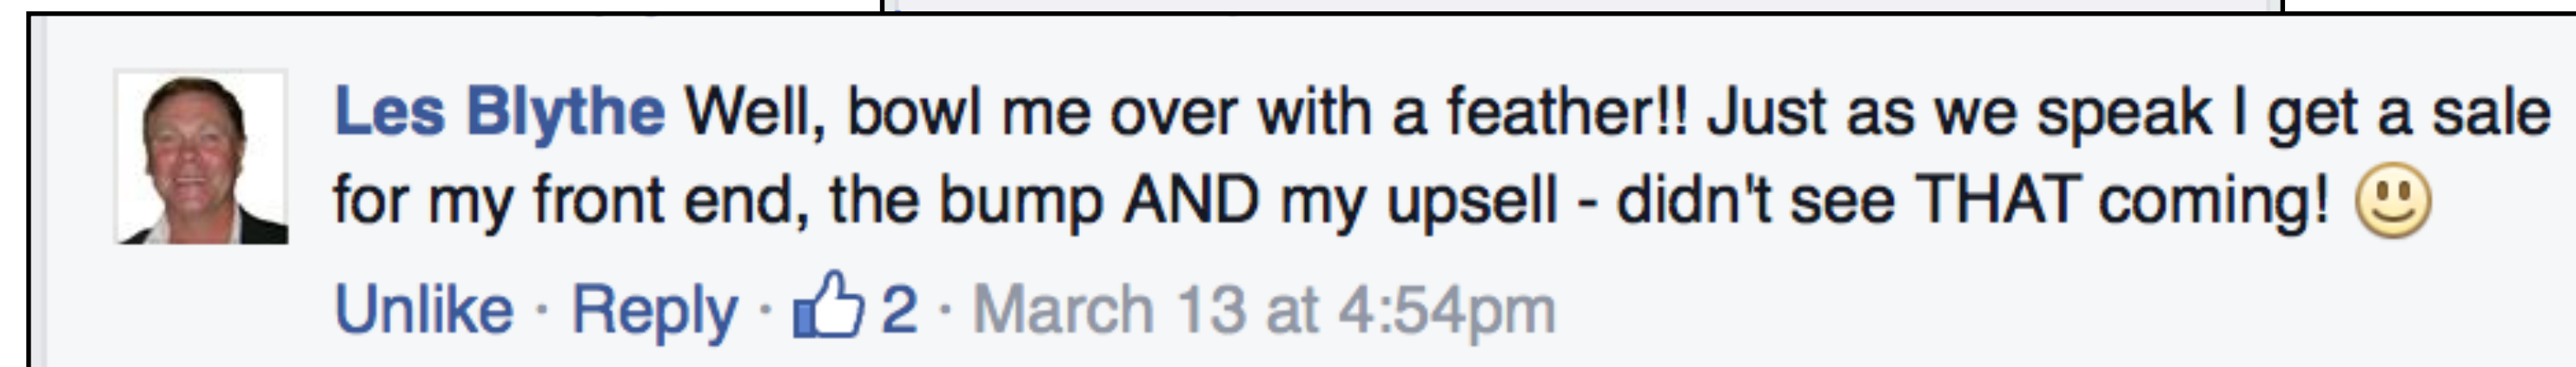 Les Blythe Well, bowl me over with a feather!! Just as we speak I get a sale
for my front end, the bump AND my upsell - didn't see THAT coming! 🙂
Unlike · Reply · 👍 2 · March 13 at 4:54pm